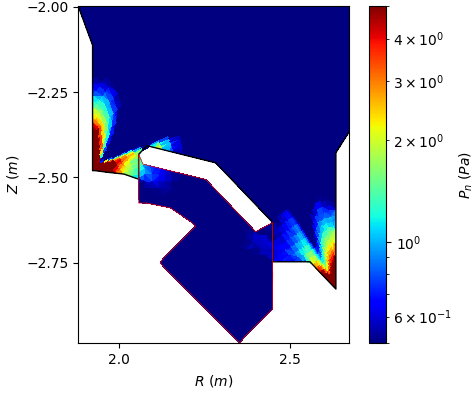 −2.00
−2.25
−2.50
−2.75
Z (m)
2.0
2.5
R (m)
4 × 10⁰
3 × 10⁰
2 × 10⁰
10⁰
6 × 10⁻¹
Pₙ (Pa)